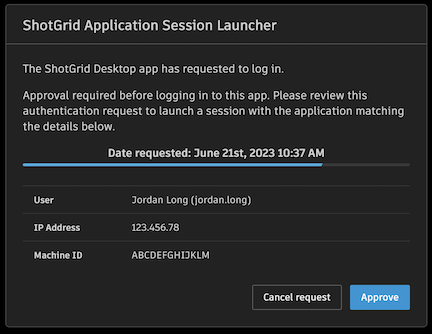 ShotGrid Application Session Launcher
The ShotGrid Desktop app has requested to log in.
Approval required before logging in to this app. Please review this
authentication request to launch a session with the application matching
the details below.
Date requested: June 21st, 2023 10:37 AM
User Jordan Long (jordan.long)
IP Address 123.456.78
Machine ID ABCDEFGHIJKLM
Cancel request Approve